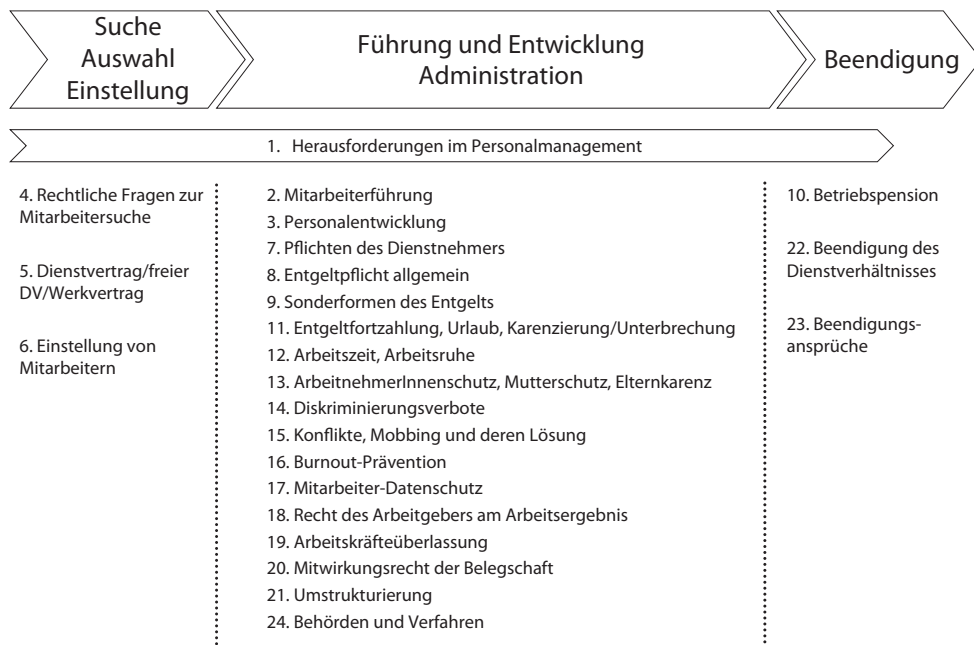 Suche
Auswahl
Einstellung
Führung und Entwicklung
Administration
Beendigung
1. Herausforderungen im Personalmanagement
4. Rechtliche Fragen zur
Mitarbeitersuche
5. Dienstvertrag/freier
DV/Werkvertrag
6. Einstellung von
Mitarbeitern
2. Mitarbeiterführung
3. Personalentwicklung
7. Pflichten des Dienstnehmers
8. Entgeltpflicht allgemein
9. Sonderformen des Entgelts
11. Entgeltfortzahlung, Urlaub, Karenzierung/Unterbrechung
12. Arbeitszeit, Arbeitsruhe
13. ArbeitnehmerInnenschutz, Mutterschutz, Elternkarenz
14. Diskriminierungsverbote
15. Konflikte, Mobbing und deren Lösung
16. Burnout-Prävention
17. Mitarbeiter-Datenschutz
18. Recht des Arbeitgebers am Arbeitsergebnis
19. Arbeitskräfteüberlassung
20. Mitwirkungsrecht der Belegschaft
21. Umstrukturierung
24. Behörden und Verfahren
10. Betriebspension
22. Beendigung des
Dienstverhältnisses
23. Beendigungs-
ansprüche